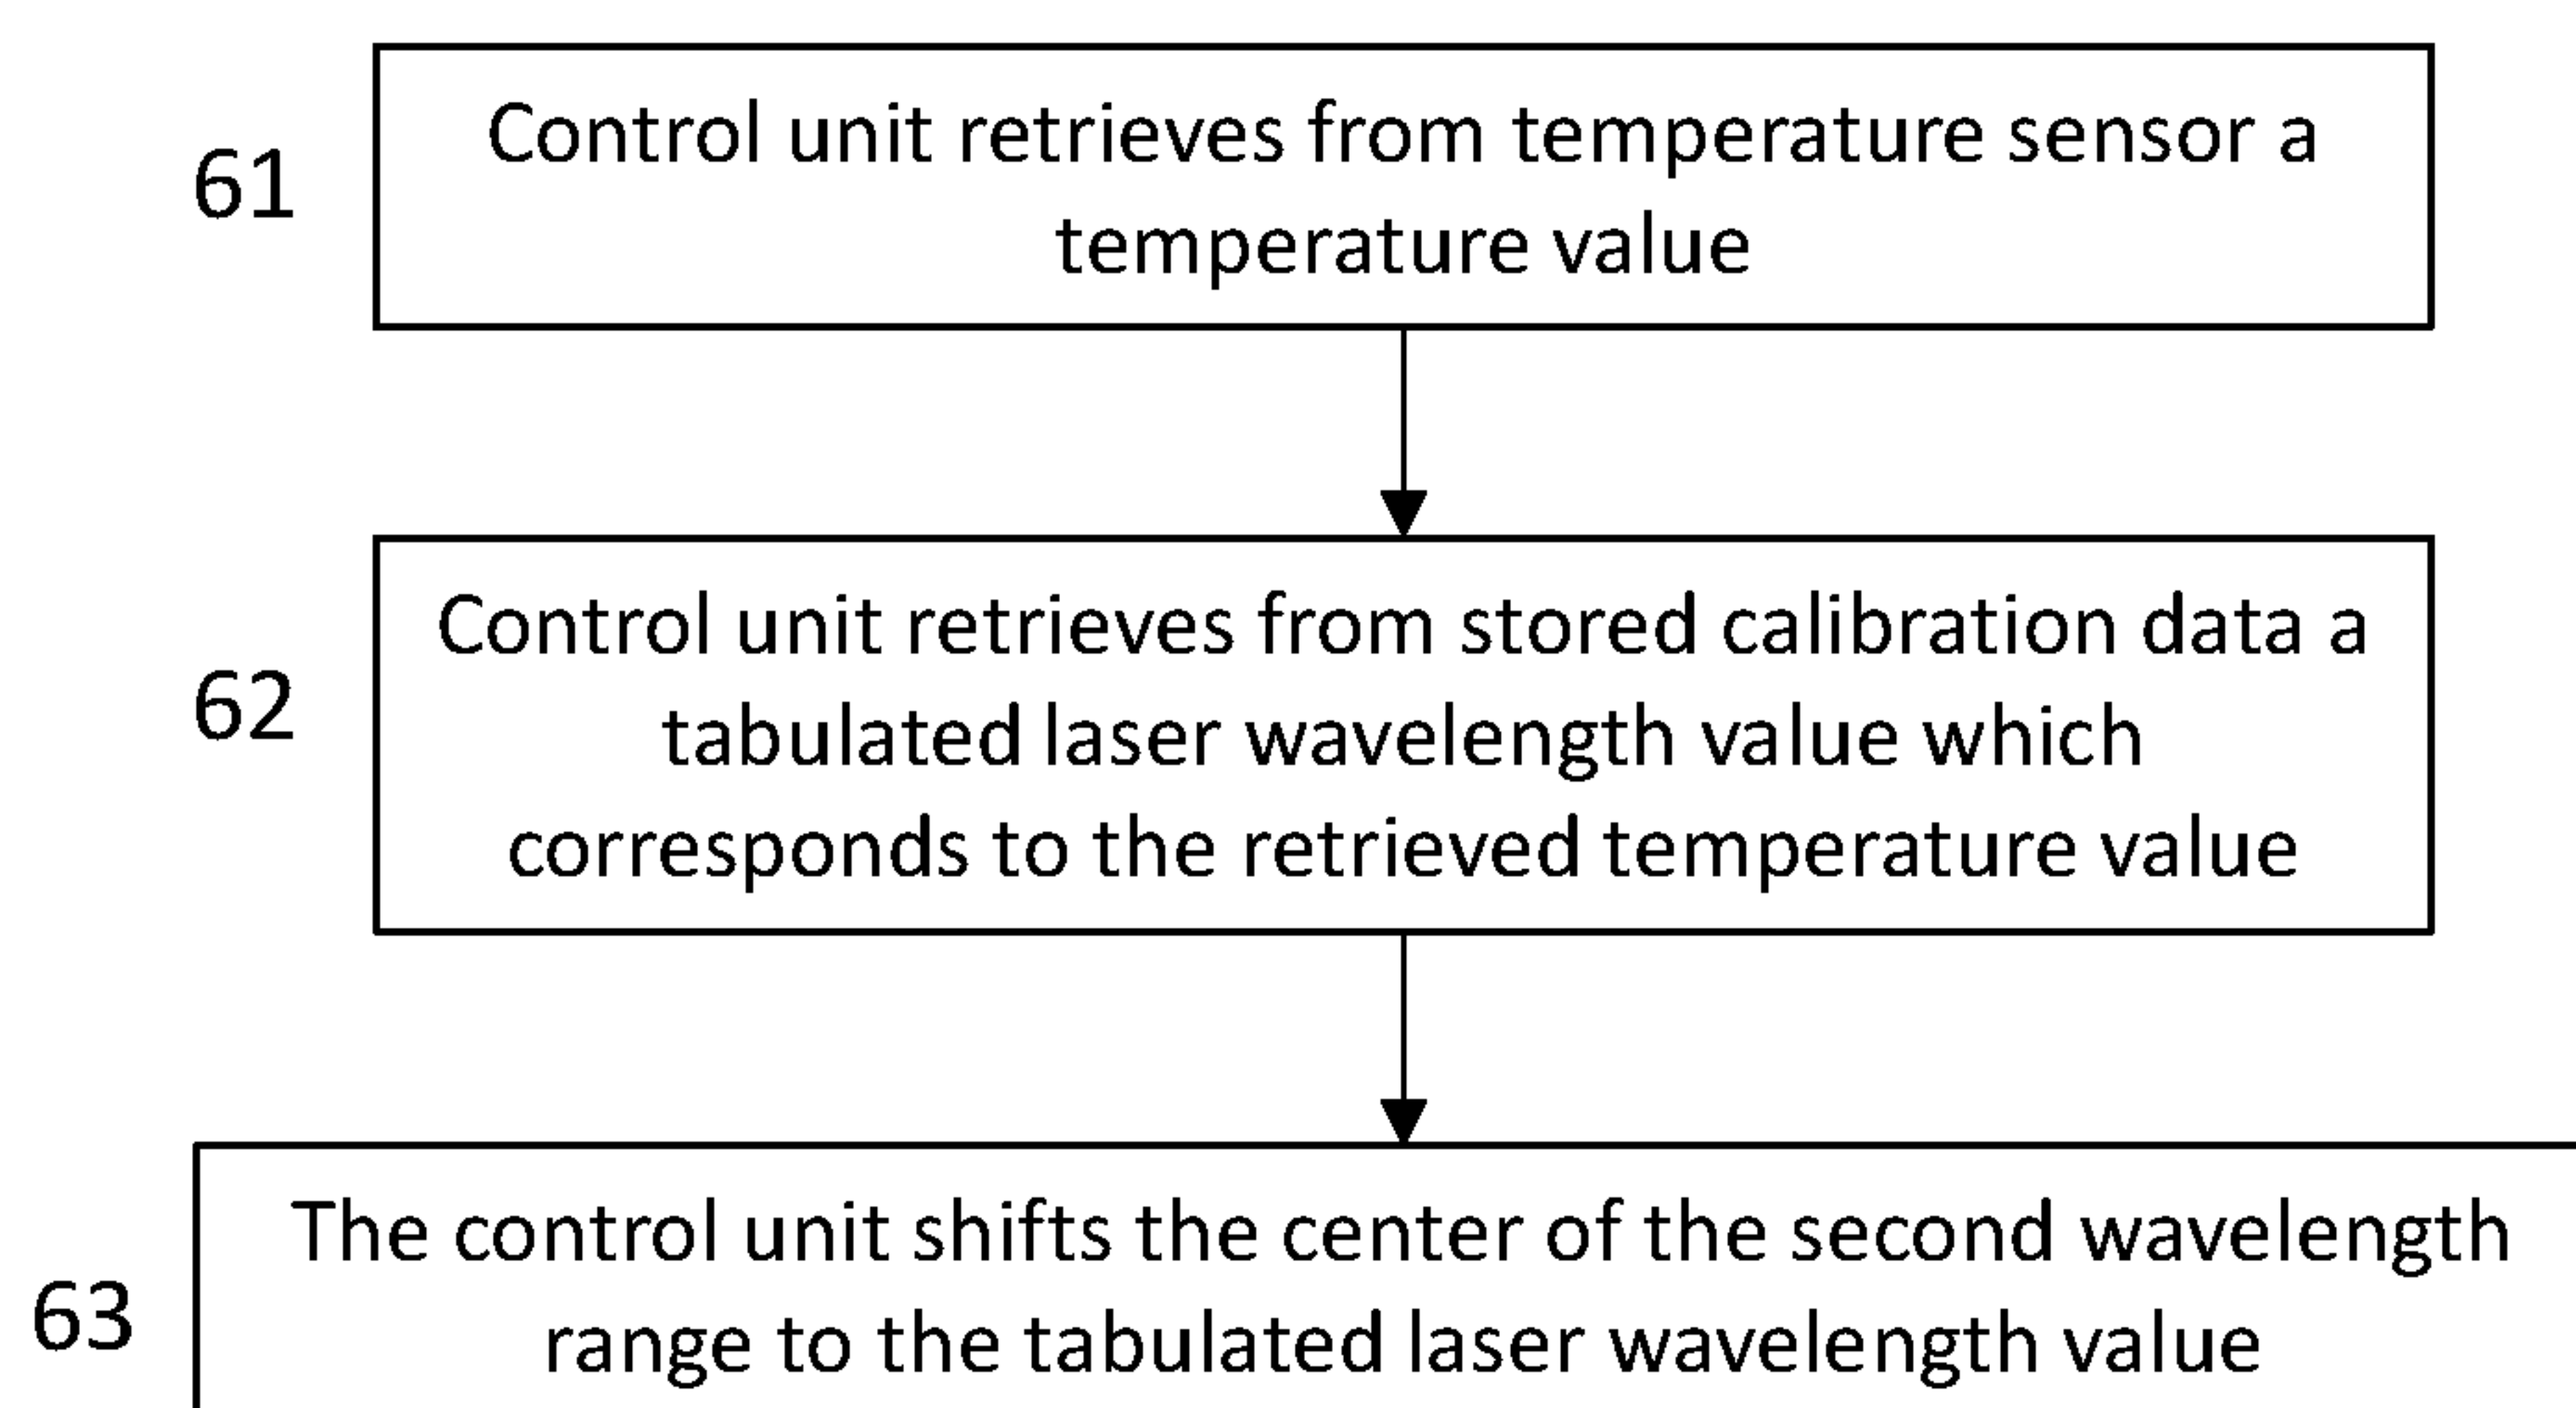 61
Control unit retrieves from temperature sensor a
temperature value
62
Control unit retrieves from stored calibration data a
tabulated laser wavelength value which
corresponds to the retrieved temperature value
63
The control unit shifts the center of the second wavelength
range to the tabulated laser wavelength value